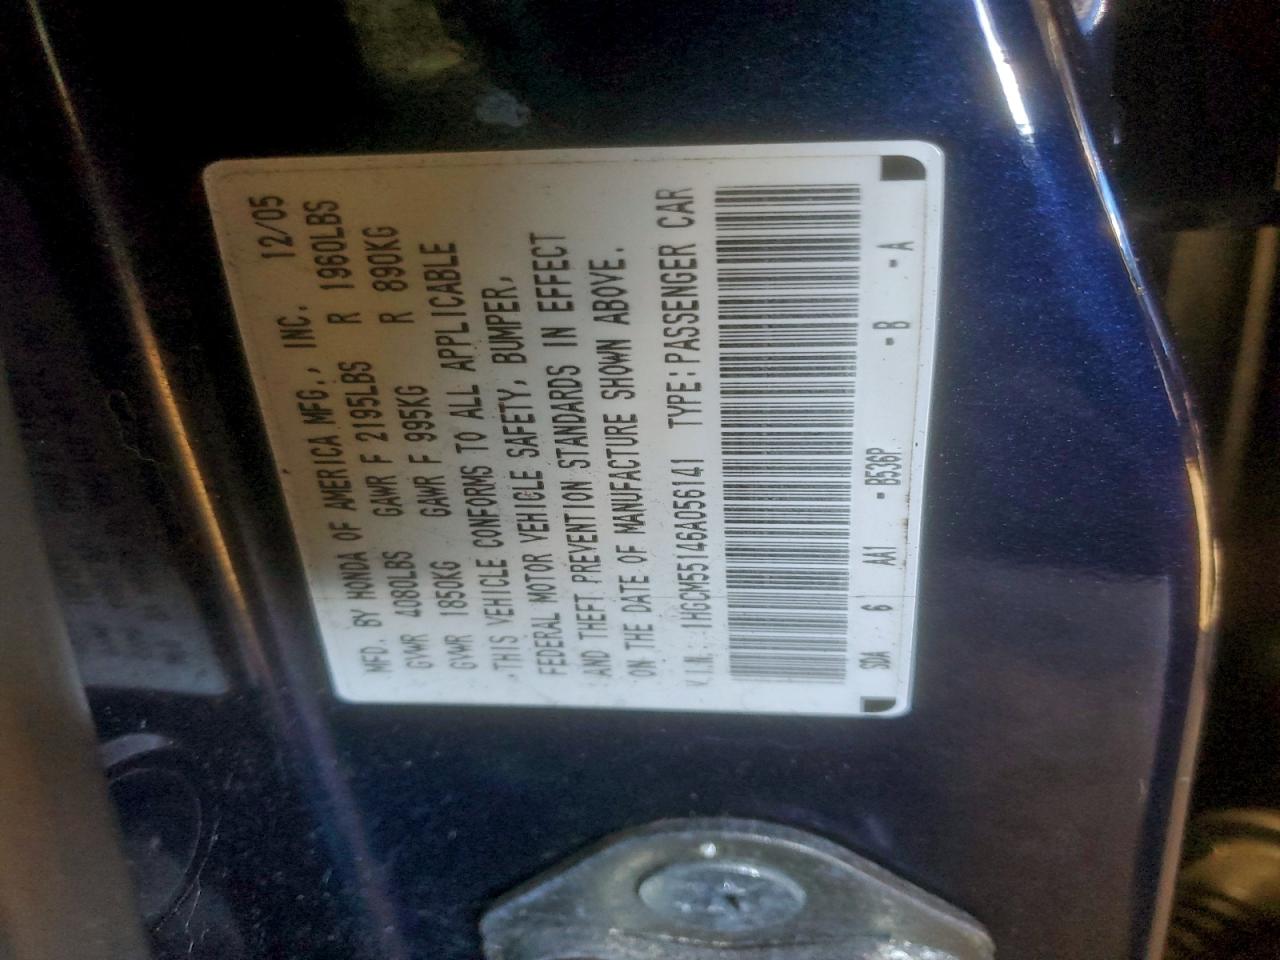 MFD. BY HONDA OF AMERICA MFG., INC. 12/05
GVWR 4080LBS GAWR F 2195LBS R 1960LBS
GVWR 1850KG GAWR F 995KG R 890KG
THIS VEHICLE CONFORMS TO ALL APPLICABLE
FEDERAL MOTOR VEHICLE SAFETY, BUMPER,
AND THEFT PREVENTION STANDARDS IN EFFECT
ON THE DATE OF MANUFACTURE SHOWN ABOVE.
V.I.N. 1HGCM55146A056141 TYPE:PASSENGER CAR
SDA 6 AA1 -B536P -B -A